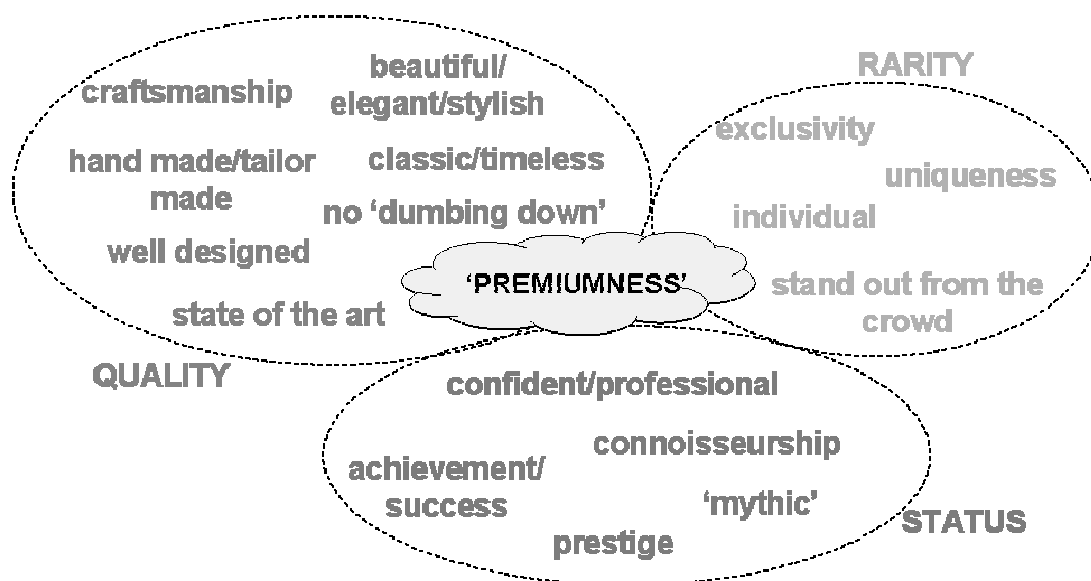 craftsmanship
beautiful/
elegant/stylish
hand made/tailor
made
classic/timeless
no ‘dumbing down’
well designed
state of the art
QUALITY
RARITY
exclusivity
uniqueness
individual
stand out from the
crowd
‘PREMIUMNESS’
confident/professional
connoisseurship
achievement/
success
‘mythic’
prestige
STATUS